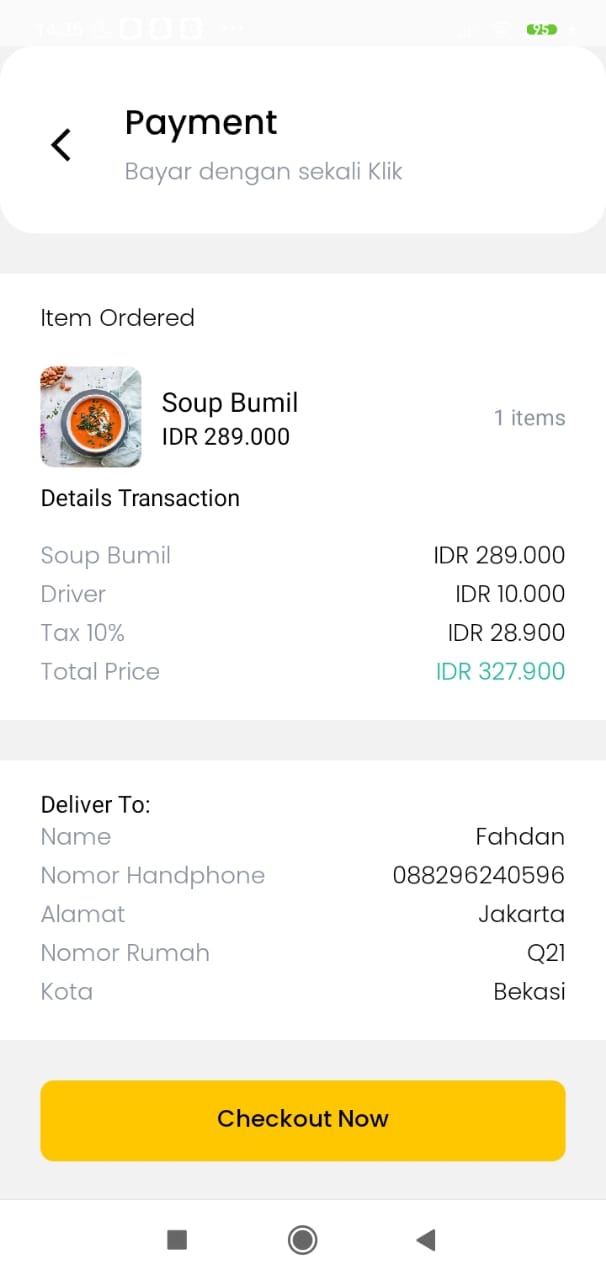 14:35
95
Payment
Bayar dengan sekali Klik
Item Ordered
Soup Bumil
IDR 289.000
1 items
Details Transaction
Soup Bumil IDR 289.000
Driver IDR 10.000
Tax 10% IDR 28.900
Total Price IDR 327.900
Deliver To:
Name Fahdan
Nomor Handphone 088296240596
Alamat Jakarta
Nomor Rumah Q21
Kota Bekasi
Checkout Now